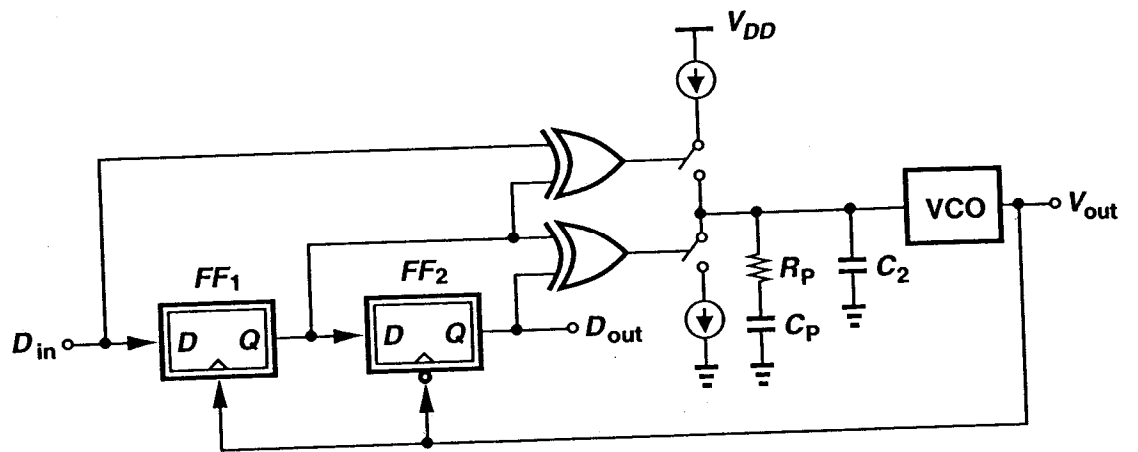 V_DD
VCO
V_out
R_P
C_2
C_P
FF_1
FF_2
D_in
D
Q
D
Q
D_out